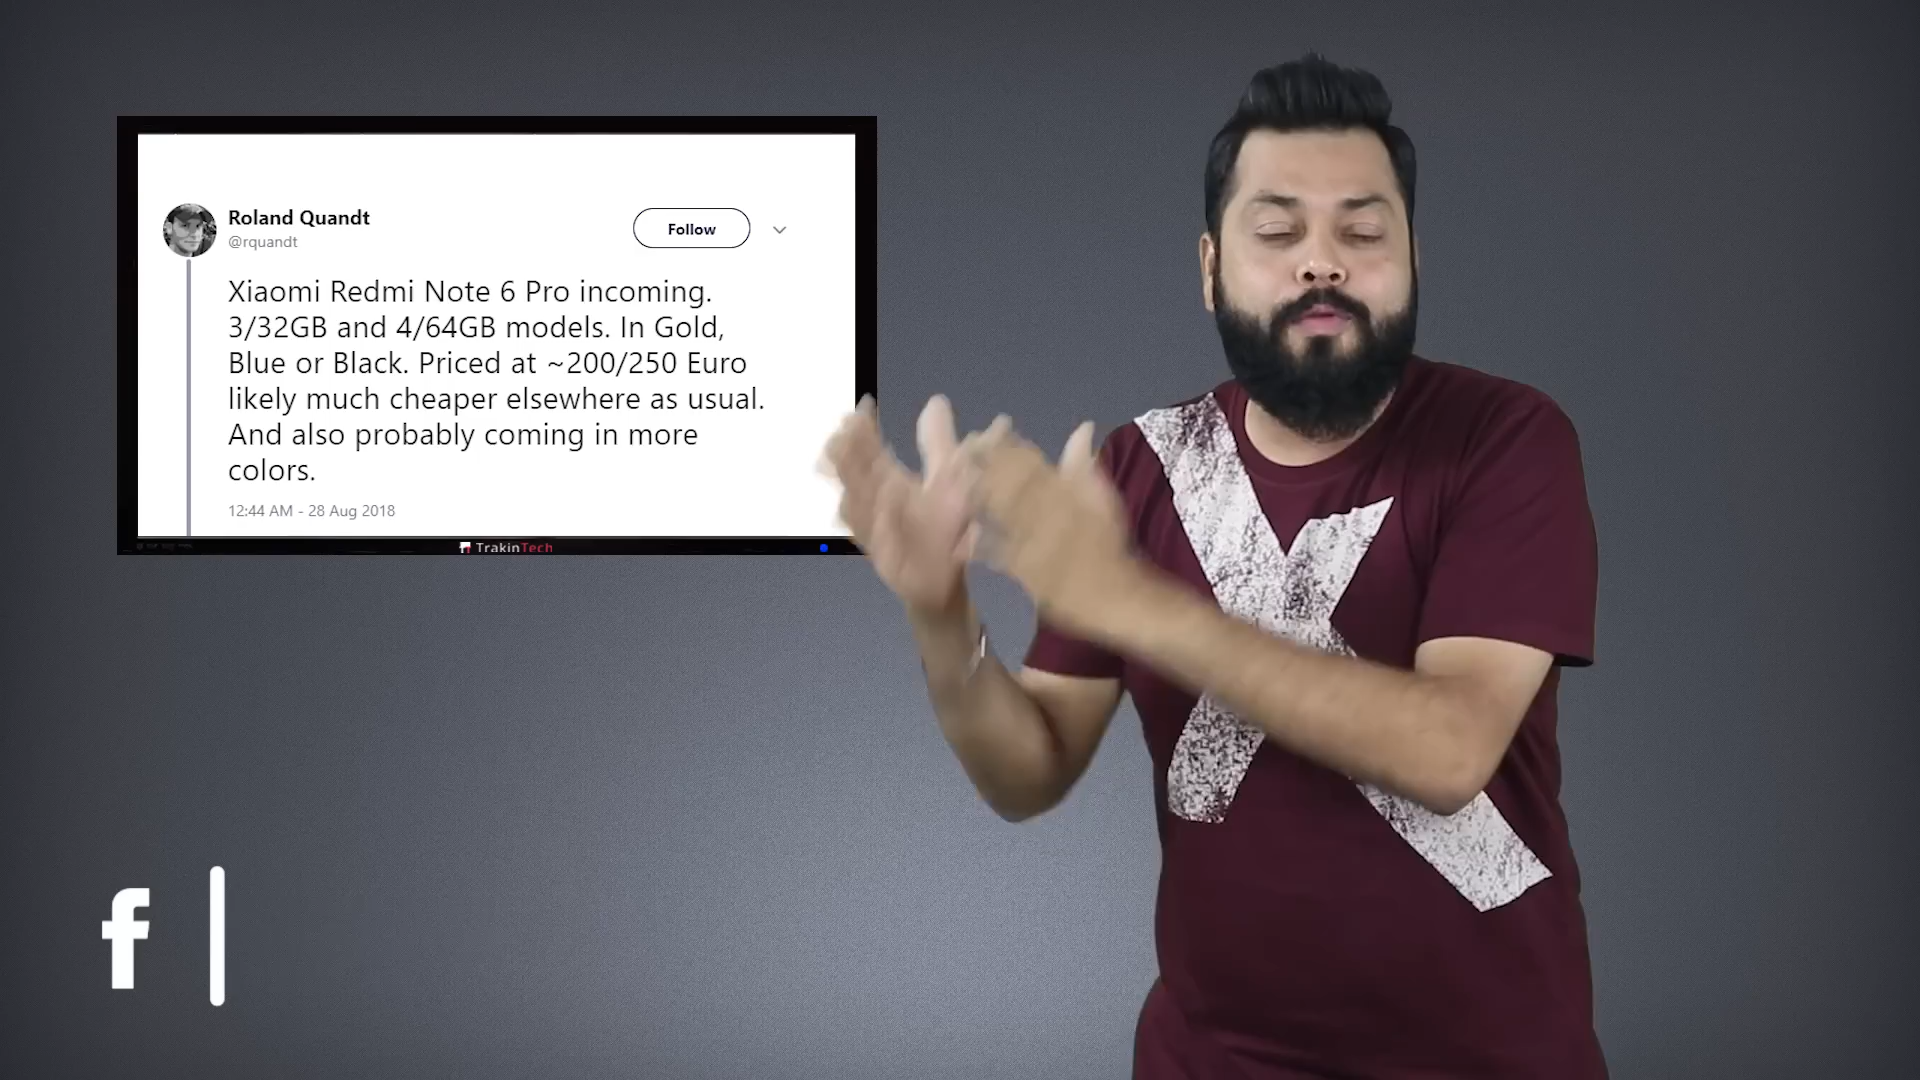 Roland Quandt
@rquandt
Follow
Xiaomi Redmi Note 6 Pro incoming.
3/32GB and 4/64GB models. In Gold,
Blue or Black. Priced at ~200/250 Euro
likely much cheaper elsewhere as usual.
And also probably coming in more
colors.
12:44 AM - 28 Aug 2018
TrakinTech
f